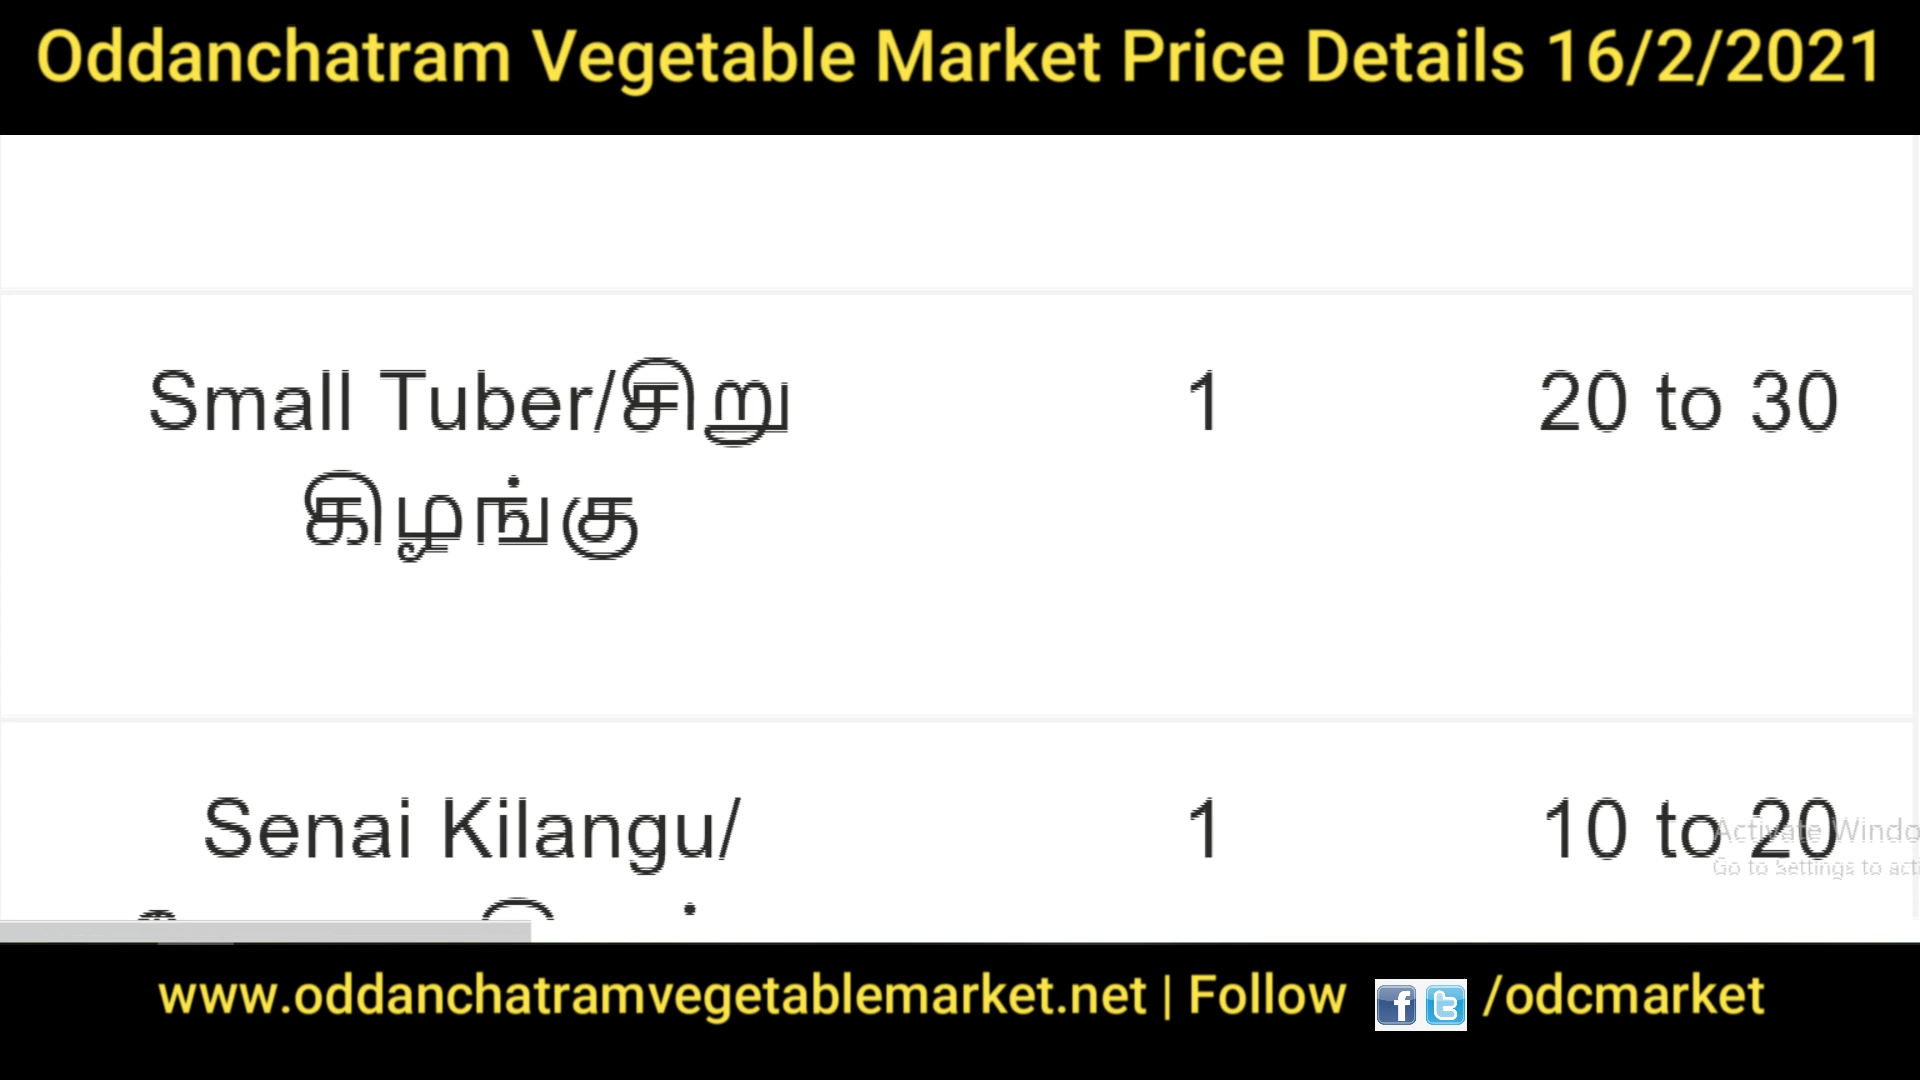 Oddanchatram Vegetable Market Price Details 16/2/2021
Small Tuber/சிறு 1 20 to 30
கிழங்கு
Senai Kilangu/ 1 10 to 20
Activate Windo
Go to Settings to acti
www.oddanchatramvegetablemarket.net | Follow f t /odcmarket